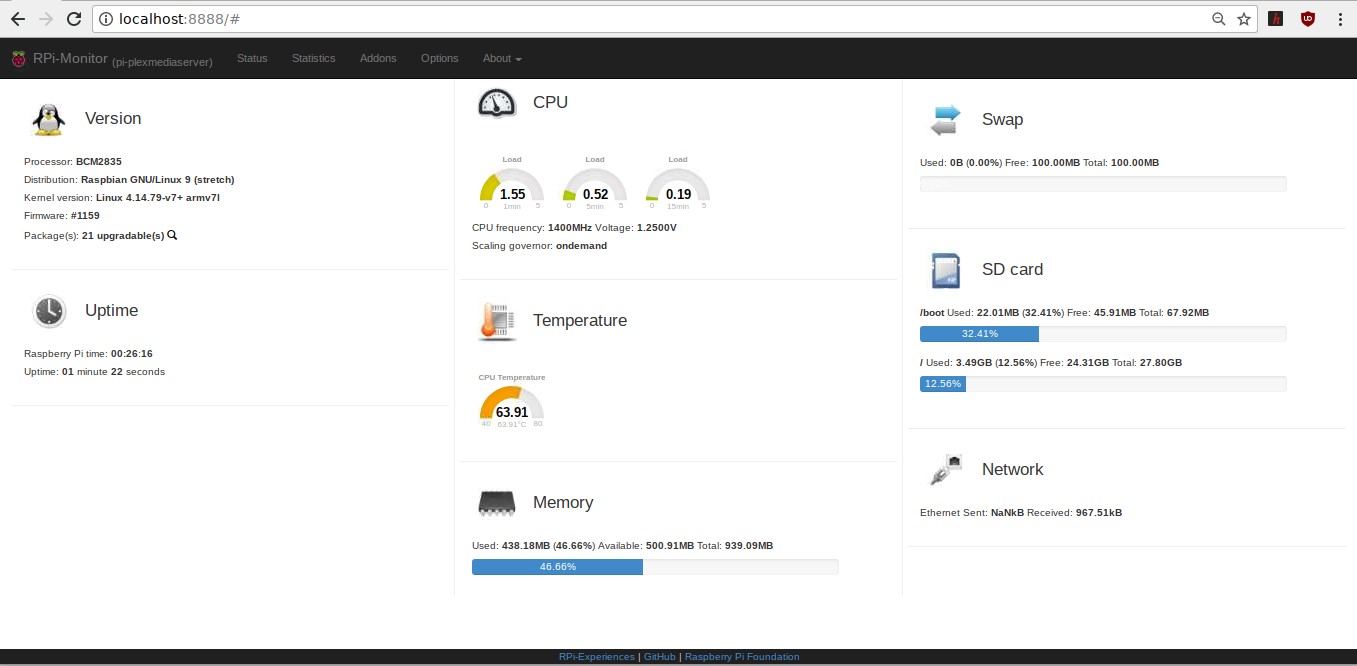 localhost:8888/#
RPi-Monitor (pi-plexmediaserver) Status Statistics Addons Options About
Version
Processor: BCM2835
Distribution: Raspbian GNU/Linux 9 (stretch)
Kernel version: Linux 4.14.79-v7+ armv7l
Firmware: #1159
Package(s): 21 upgradable(s)
Uptime
Raspberry Pi time: 00:26:16
Uptime: 01 minute 22 seconds
CPU
Load Load Load
1.55 0.52 0.19
0 1min 5 0 5min 5 0 15min 5
CPU frequency: 1400MHz Voltage: 1.2500V
Scaling governor: ondemand
Temperature
CPU Temperature
63.91
40 63.91°C 80
Memory
Used: 438.18MB (46.66%) Available: 500.91MB Total: 939.09MB
46.66%
Swap
Used: 0B (0.00%) Free: 100.00MB Total: 100.00MB
SD card
/boot Used: 22.01MB (32.41%) Free: 45.91MB Total: 67.92MB
32.41%
/ Used: 3.49GB (12.56%) Free: 24.31GB Total: 27.80GB
12.56%
Network
Ethernet Sent: NaNkB Received: 967.51kB
RPi-Experiences | GitHub | Raspberry Pi Foundation